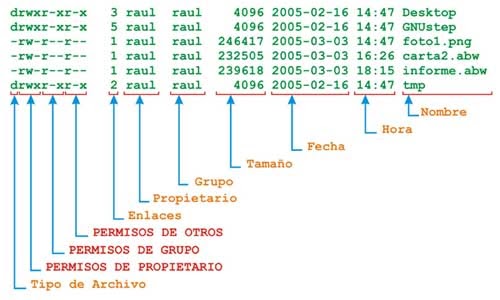 drwxr-xr-x 3 raul raul 4096 2005-02-16 14:47 Desktop
drwxr-xr-x 5 raul raul 4096 2005-02-16 14:47 GNUstep
-rw-r--r-- 1 raul raul 246417 2005-03-03 14:47 foto1.png
-rw-r--r-- 1 raul raul 232505 2005-03-03 16:26 carta2.abw
-rw-r--r-- 1 raul raul 239618 2005-03-03 18:15 informe.abw
drwxr-xr-x 2 raul raul 4096 2005-02-16 14:47 tmp
Nombre
Hora
Fecha
Tamaño
Grupo
Propietario
Enlaces
PERMISOS DE OTROS
PERMISOS DE GRUPO
PERMISOS DE PROPIETARIO
Tipo de Archivo